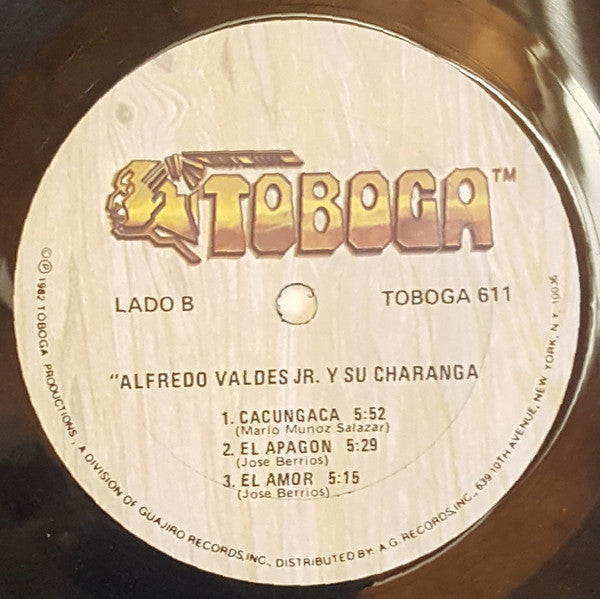 TOBOGA™
LADO B
TOBOGA 611
"ALFREDO VALDES JR. Y SU CHARANGA
1. CACUNGACA 5:52
(Mario Munoz Salazar)
2. EL APAGON 5:29
(Jose Berrios)
3. EL AMOR 5:15
(Jose Berrios)
© ℗ 1982 TOBOGA PRODUCTIONS, A DIVISION OF GUAJIRO RECORDS, INC., DISTRIBUTED BY: A.G. RECORDS, INC., 639 10TH AVENUE, NEW YORK, N.Y. 10036